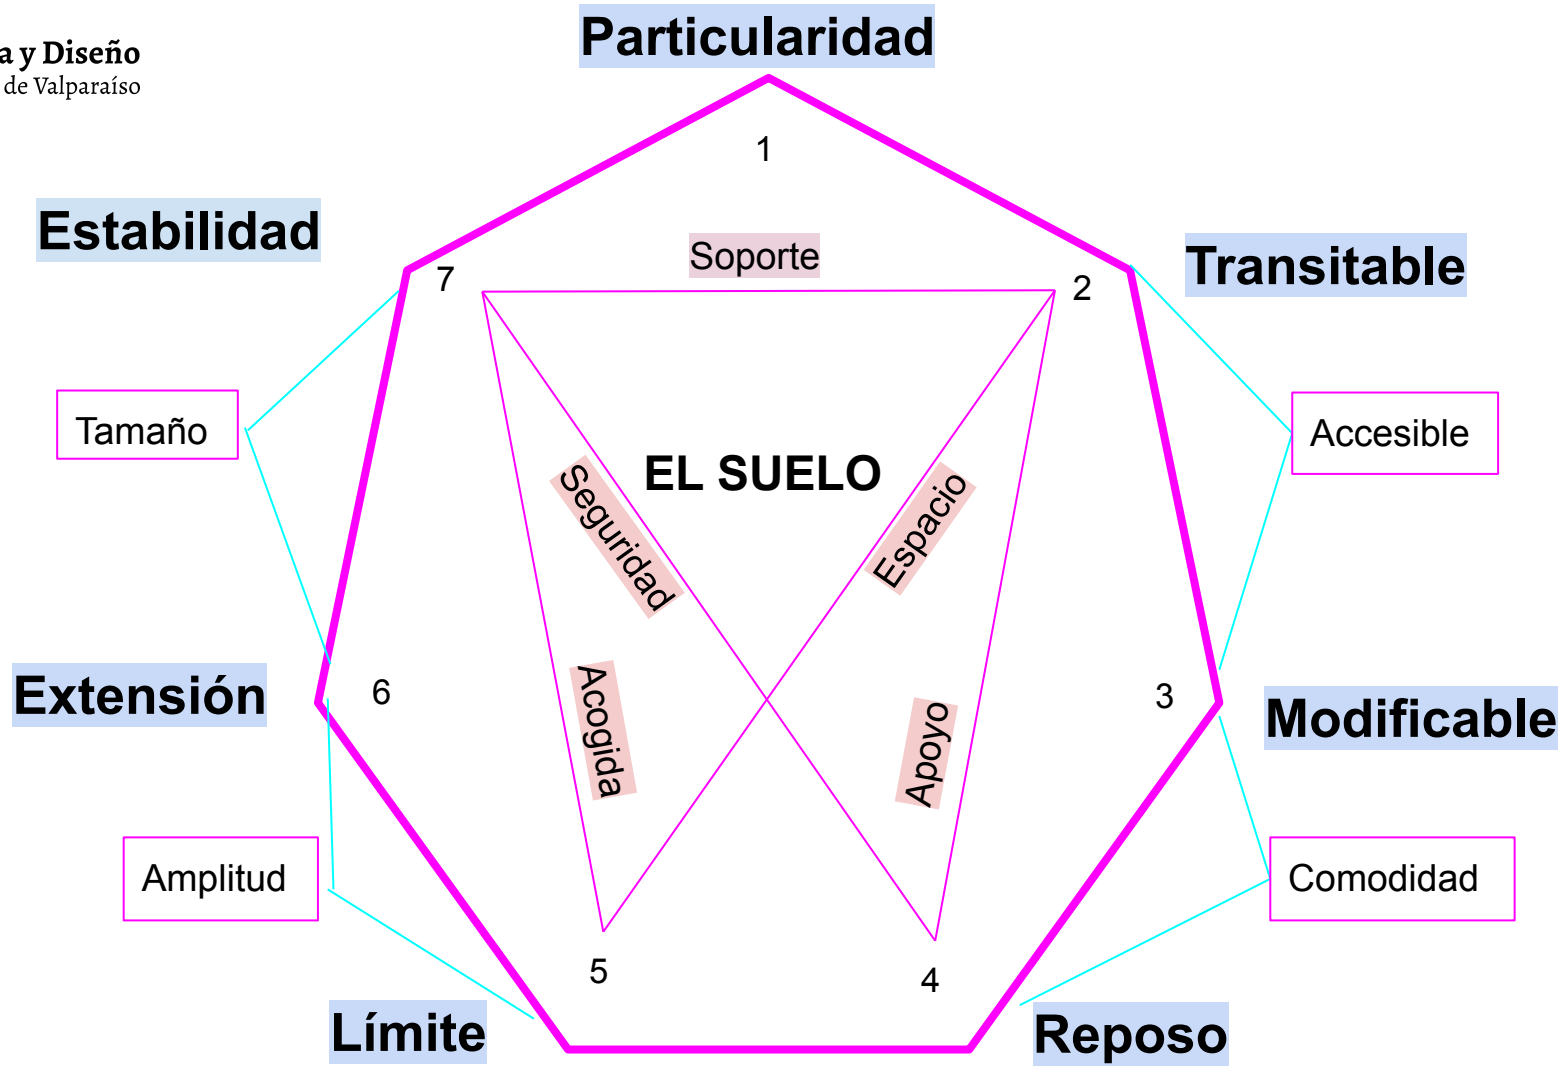 Particularidad
a y Diseño
de Valparaíso
1
Estabilidad
Soporte
Transitable
7
2
Tamaño
Accesible
EL SUELO
Seguridad
Espacio
Extensión
6
3
Modificable
Acogida
Apoyo
Amplitud
Comodidad
5
4
Límite
Reposo